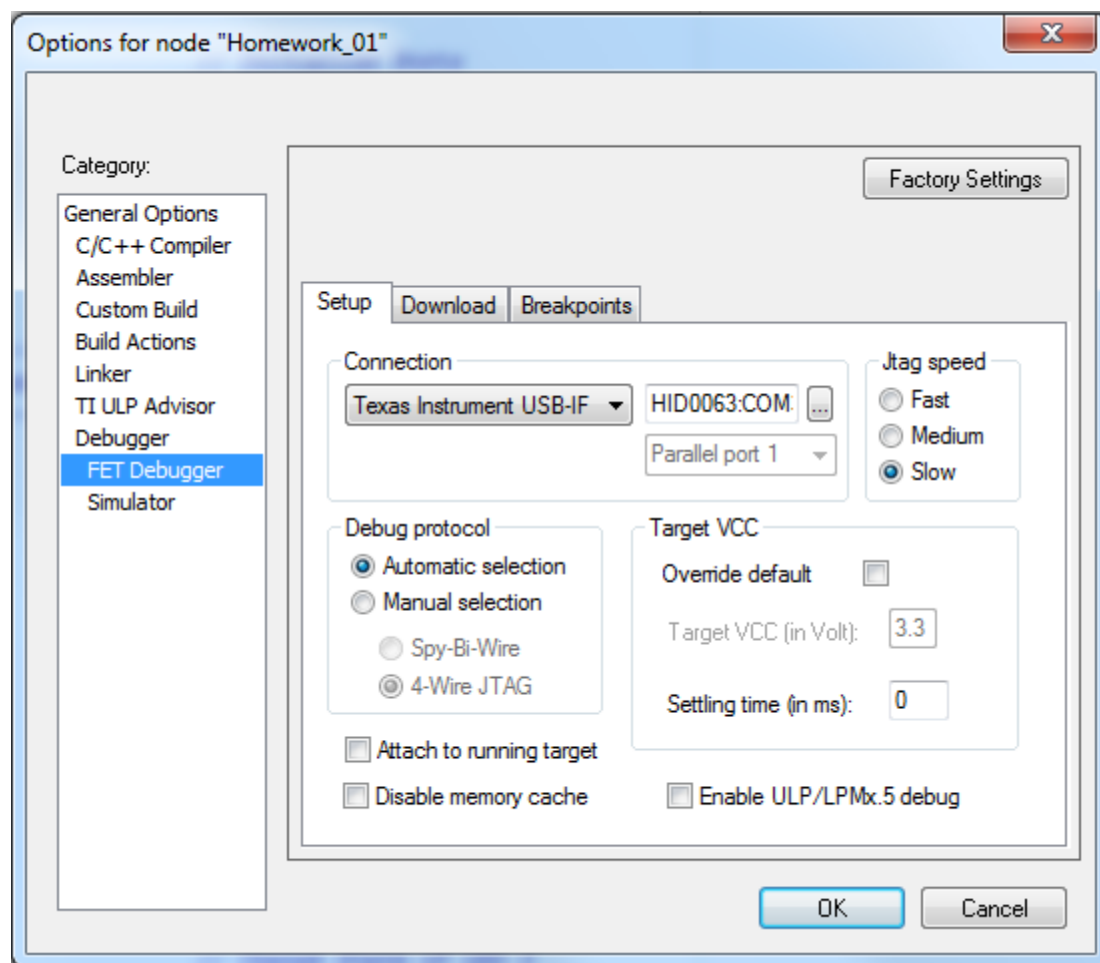 Options for node "Homework_01"
Category:
General Options
C/C++ Compiler
Assembler
Custom Build
Build Actions
Linker
TI ULP Advisor
Debugger
FET Debugger
Simulator
Factory Settings
Setup Download Breakpoints
Connection
Texas Instrument USB-IF HID0063:COM ...
Parallel port 1
Jtag speed
Fast
Medium
Slow
Debug protocol
Automatic selection
Manual selection
Spy-Bi-Wire
4-Wire JTAG
Target VCC
Override default
Target VCC (in Volt): 3.3
Settling time (in ms): 0
Attach to running target
Disable memory cache
Enable ULP/LPMx.5 debug
OK Cancel